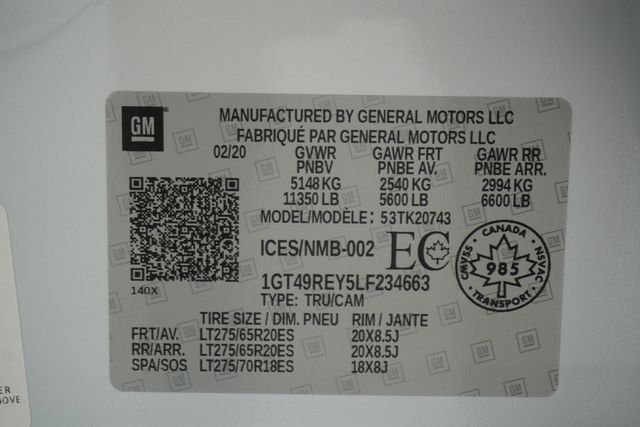 GM
MANUFACTURED BY GENERAL MOTORS LLC
FABRIQUÉ PAR GENERAL MOTORS LLC
02/20 GVWR GAWR FRT GAWR RR
PNBV PNBE AV. PNBE ARR.
5148 KG 2540 KG 2994 KG
11350 LB 5600 LB 6600 LB
MODEL/MODÈLE: 53TK20743
ICES/NMB-002 EC
CANADA
CMVSS 985 NSVAC
TRANSPORT
140X
1GT49REY5LF234663
TYPE: TRU/CAM
TIRE SIZE / DIM. PNEU RIM / JANTE
FRT/AV. LT275/65R20ES 20X8.5J
RR/ARR. LT275/65R20ES 20X8.5J
SPA/SOS LT275/70R18ES 18X8J